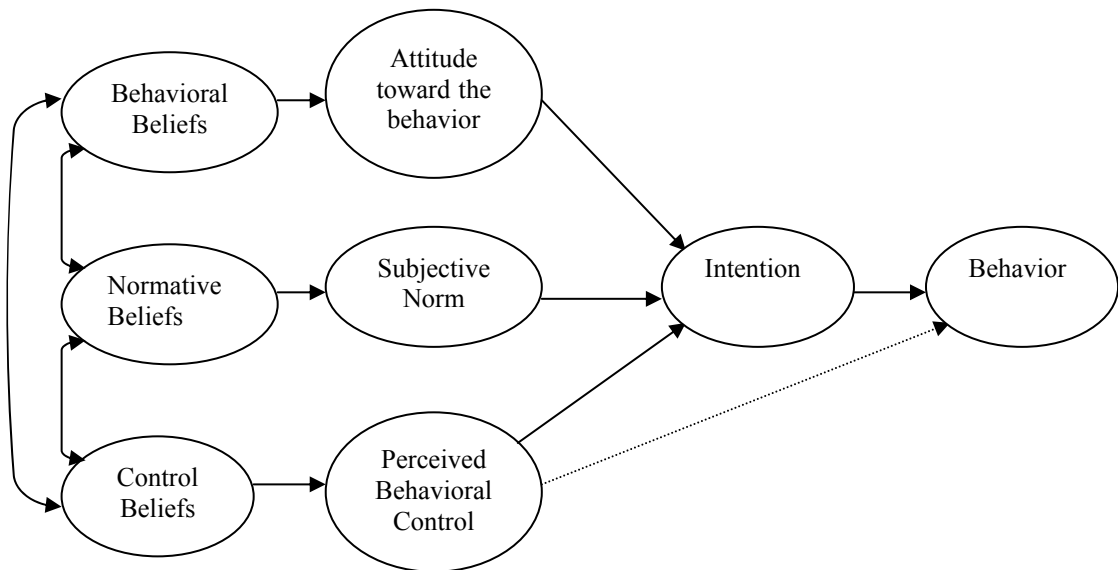 Behavioral
Beliefs
Attitude
toward the
behavior
Normative
Beliefs
Subjective
Norm
Intention
Behavior
Control
Beliefs
Perceived
Behavioral
Control